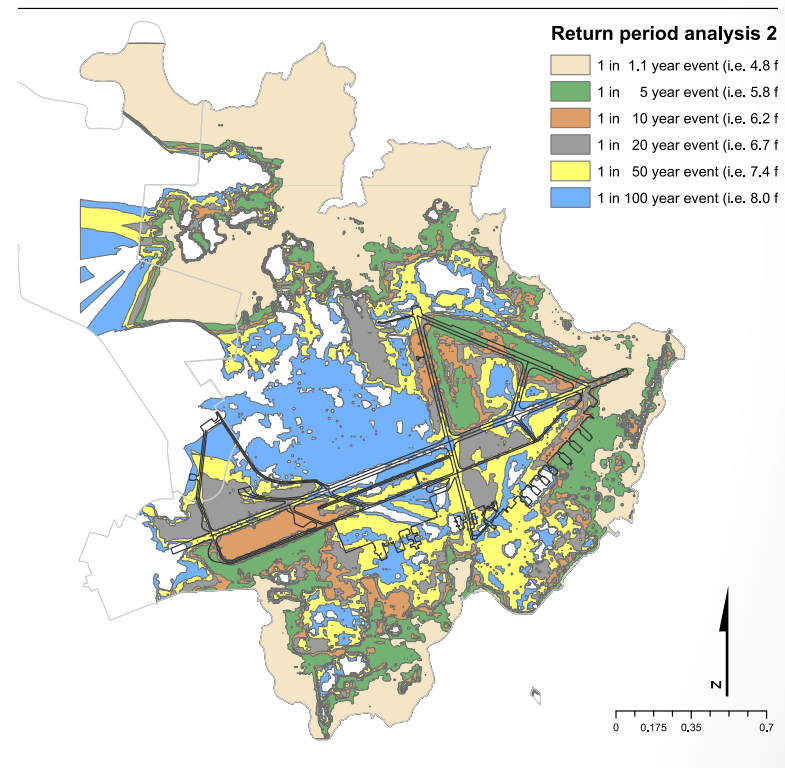 Return period analysis 2
1 in 1.1 year event (i.e. 4.8 f
1 in 5 year event (i.e. 5.8 f
1 in 10 year event (i.e. 6.2 f
1 in 20 year event (i.e. 6.7 f
1 in 50 year event (i.e. 7.4 f
1 in 100 year event (i.e. 8.0 f
N
0 0.175 0.35 0.7